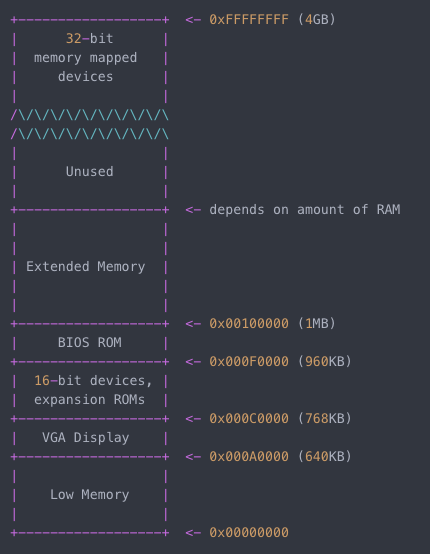 +------------------+  <- 0xFFFFFFFF (4GB)
|      32-bit      |
|  memory mapped   |
|     devices      |
|                  |
/\/\/\/\/\/\/\/\/\/\
/\/\/\/\/\/\/\/\/\/\
|                  |
|      Unused      |
|                  |
+------------------+  <- depends on amount of RAM
|                  |
|                  |
| Extended Memory  |
|                  |
|                  |
+------------------+  <- 0x00100000 (1MB)
|     BIOS ROM     |
+------------------+  <- 0x000F0000 (960KB)
|  16-bit devices, |
|  expansion ROMs  |
+------------------+  <- 0x000C0000 (768KB)
|   VGA Display    |
+------------------+  <- 0x000A0000 (640KB)
|                  |
|    Low Memory    |
|                  |
+------------------+  <- 0x00000000